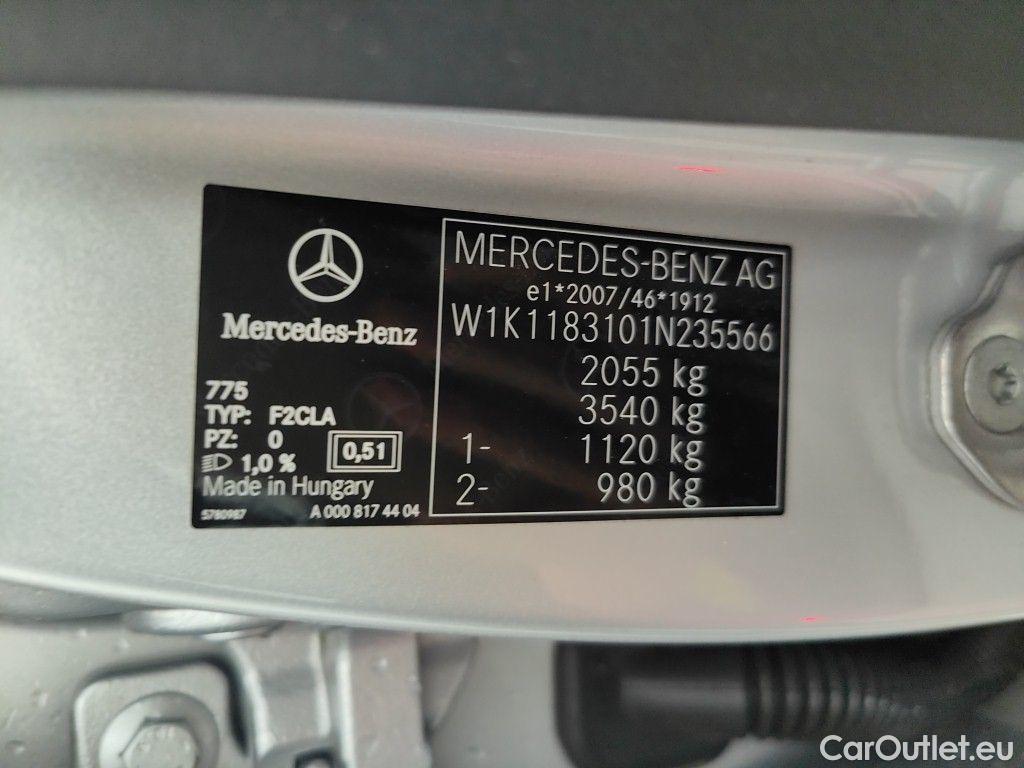 Mercedes-Benz
775
TYP: F2CLA
PZ: 0
1,0 %
0,51
Made in Hungary
5780987
A 000 817 44 04
MERCEDES-BENZ AG
e1*2007/46*1912
W1K1183101N235566
2055 kg
3540 kg
1- 1120 kg
2- 980 kg
CarOutlet.eu